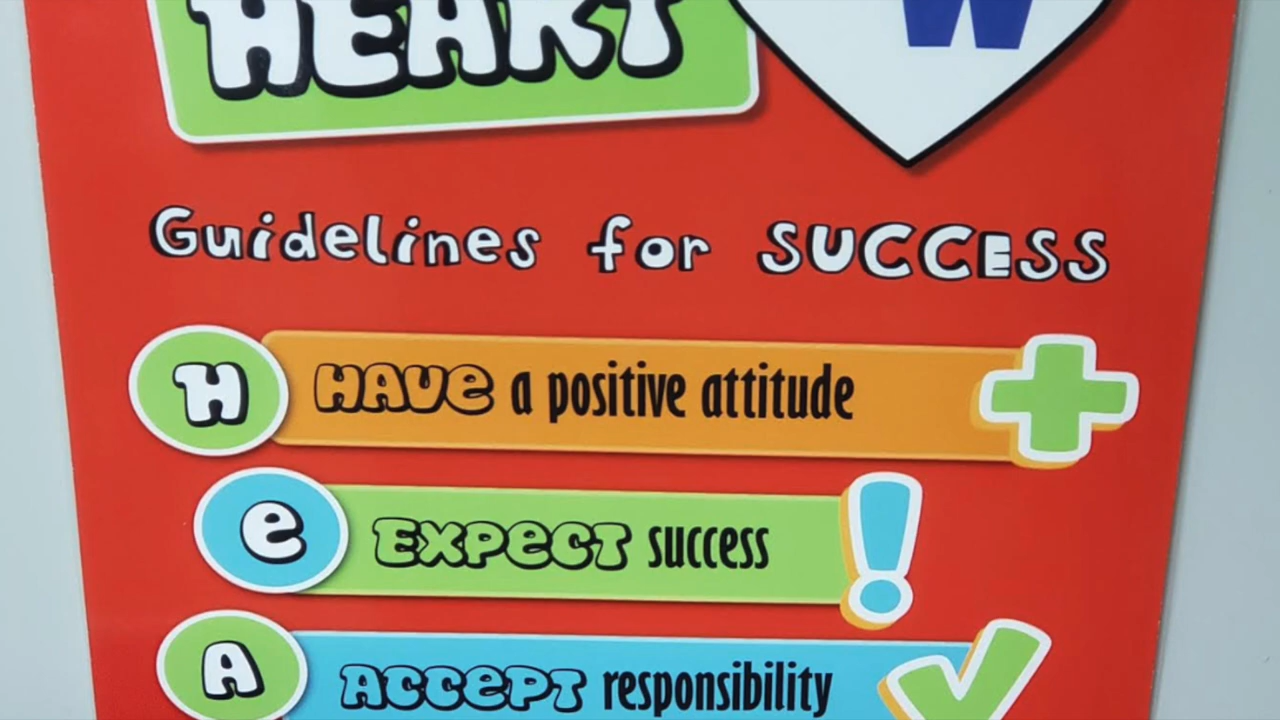 HEART
W
Guidelines for SUCCESS
H HAVE a positive attitude
e EXPECT success
A ACCEPT responsibility